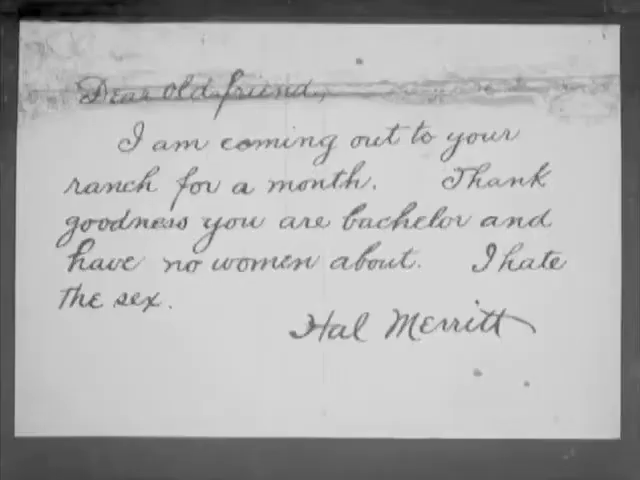 Dear old friend,
I am coming out to your
ranch for a month. Thank
goodness you are bachelor and
have no women about. I hate
the sex.
Hal Merritt